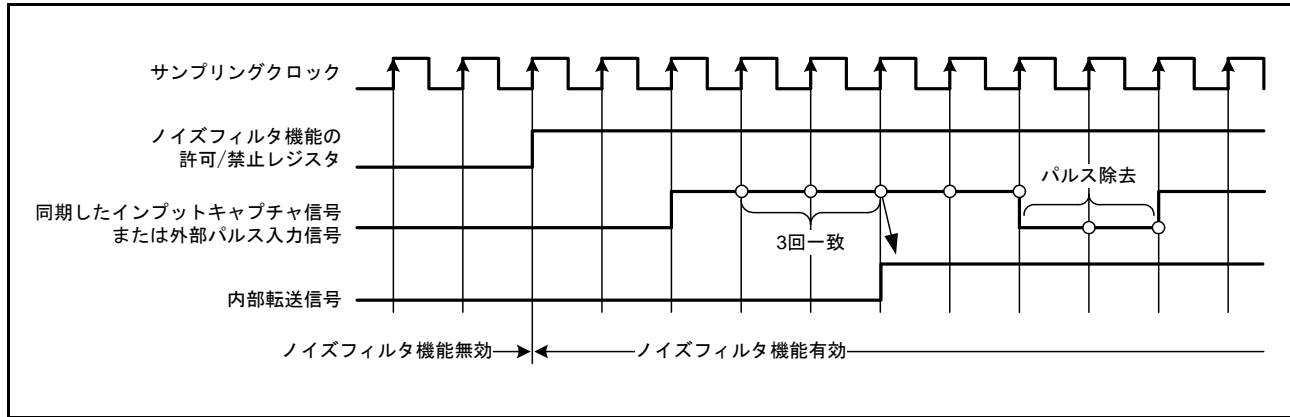 サンプリングクロック
ノイズフィルタ機能の
許可/禁止レジスタ
パルス除去
同期したインプットキャプチャ信号
または外部パルス入力信号
3回一致
内部転送信号
ノイズフィルタ機能無効
ノイズフィルタ機能有効